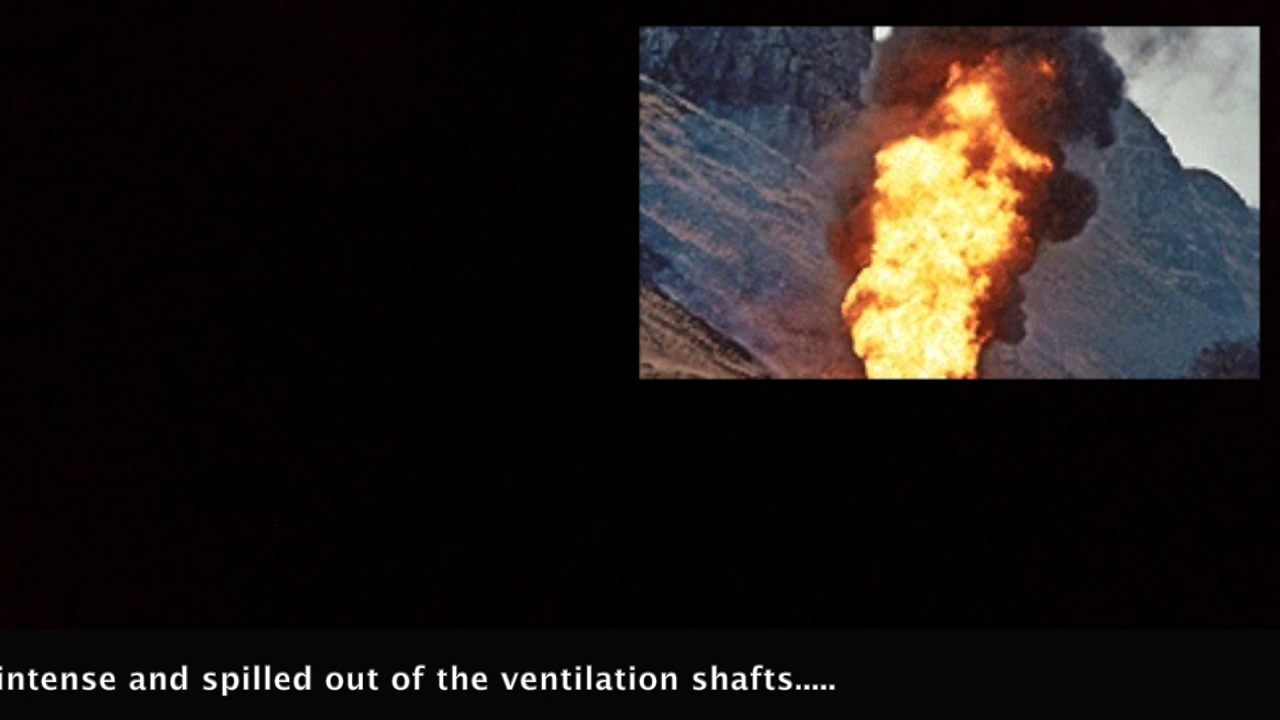 intense and spilled out of the ventilation shafts.....